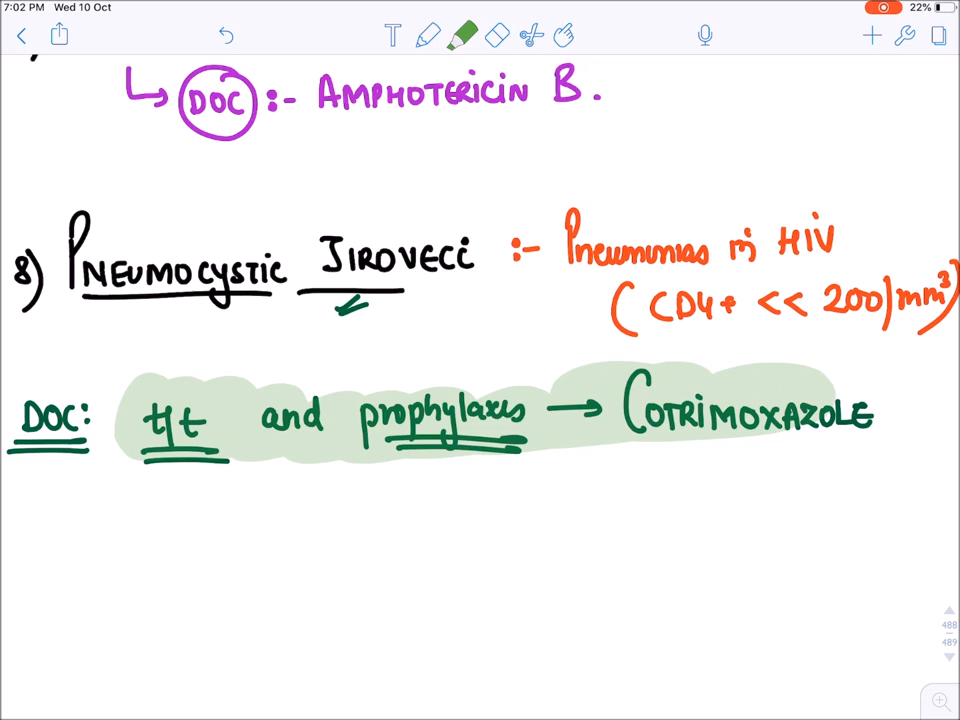 7:02 PM Wed 10 Oct 22%
T
↳ DOC :- AMPHOTERICIN B.
8) PNEUMOCYSTIC JIROVECI :- Pneumonias in HIV
(CD4+ << 200/mm³)
DOC: t/t and prophylaxes → COTRIMOXAZOLE
488
489